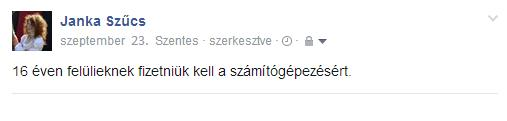 Janka Szűcs
szeptember 23. Szentes · szerkesztve ·
16 éven felülieknek fizetniük kell a számítógépezésért.